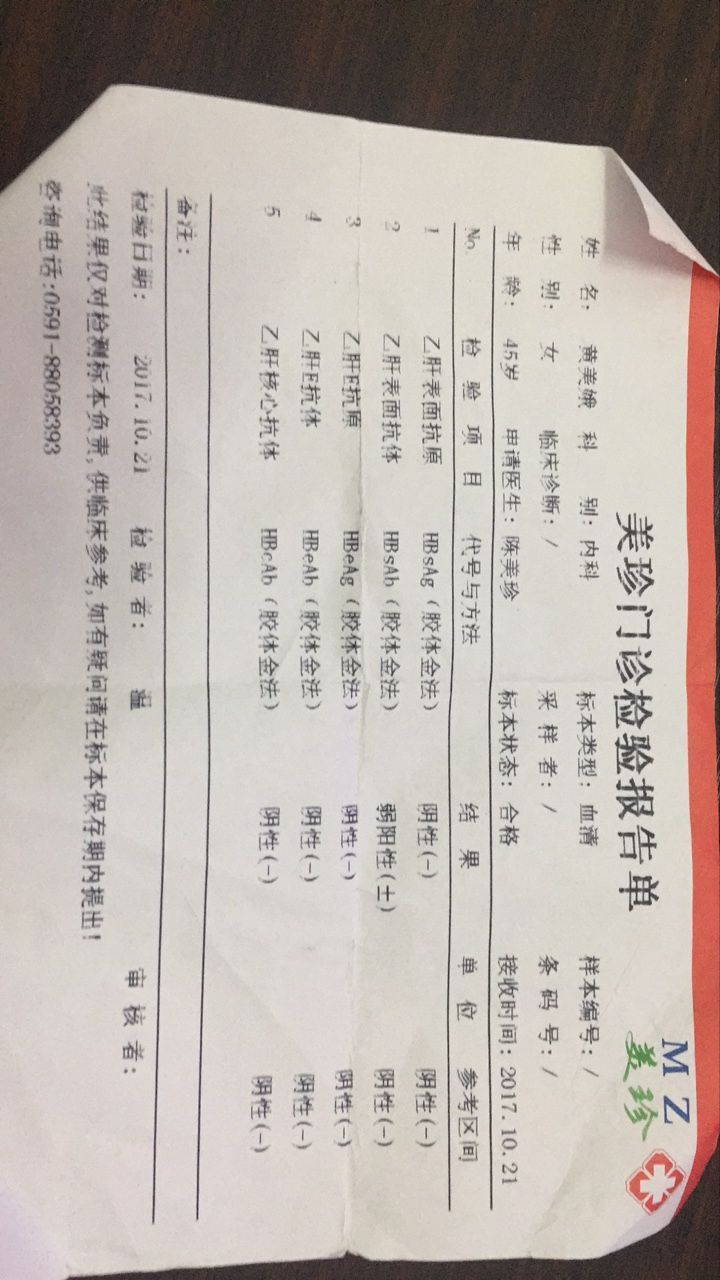 MZ
美珍
美珍门诊检验报告单
姓 名: 黄美娥 科 别: 内科 标本类型: 血清 样本编号: /
性 别: 女 临床诊断: / 采 样 者: / 条 码 号: /
年 龄: 45岁 申请医生: 陈美珍 标本状态: 合格 接收时间: 2017.10.21
No. 检 验 项 目 代号与方法 结 果 单 位 参考区间
1 乙肝表面抗原 HBsAg (胶体金法) 阴性(-) 阴性(-)
2 乙肝表面抗体 HBsAb (胶体金法) 弱阳性(±) 阴性(-)
3 乙肝E抗原 HBeAg (胶体金法) 阴性(-) 阴性(-)
4 乙肝E抗体 HBeAb (胶体金法) 阴性(-) 阴性(-)
5 乙肝核心抗体 HBcAb (胶体金法) 阴性(-) 阴性(-)
备注:
检验日期: 2017.10.21 检 验 者: 温 审 核 者:
此结果仅对检测标本负责,供临床参考,如有疑问请在标本保存期内提出!
咨询电话:0591-88058393